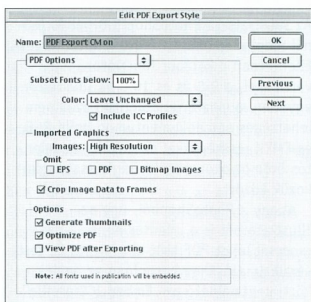 Edit PDF Export Style
Name: PDF Export CM on
OK
PDF Options
Cancel
Subset Fonts below: 100%
Previous
Color: Leave Unchanged
Next
Include ICC Profiles
Imported Graphics
Images: High Resolution
Omit
EPS PDF Bitmap Images
Crop Image Data to Frames
Options
Generate Thumbnails
Optimize PDF
View PDF after Exporting
Note: All fonts used in publication will be embedded